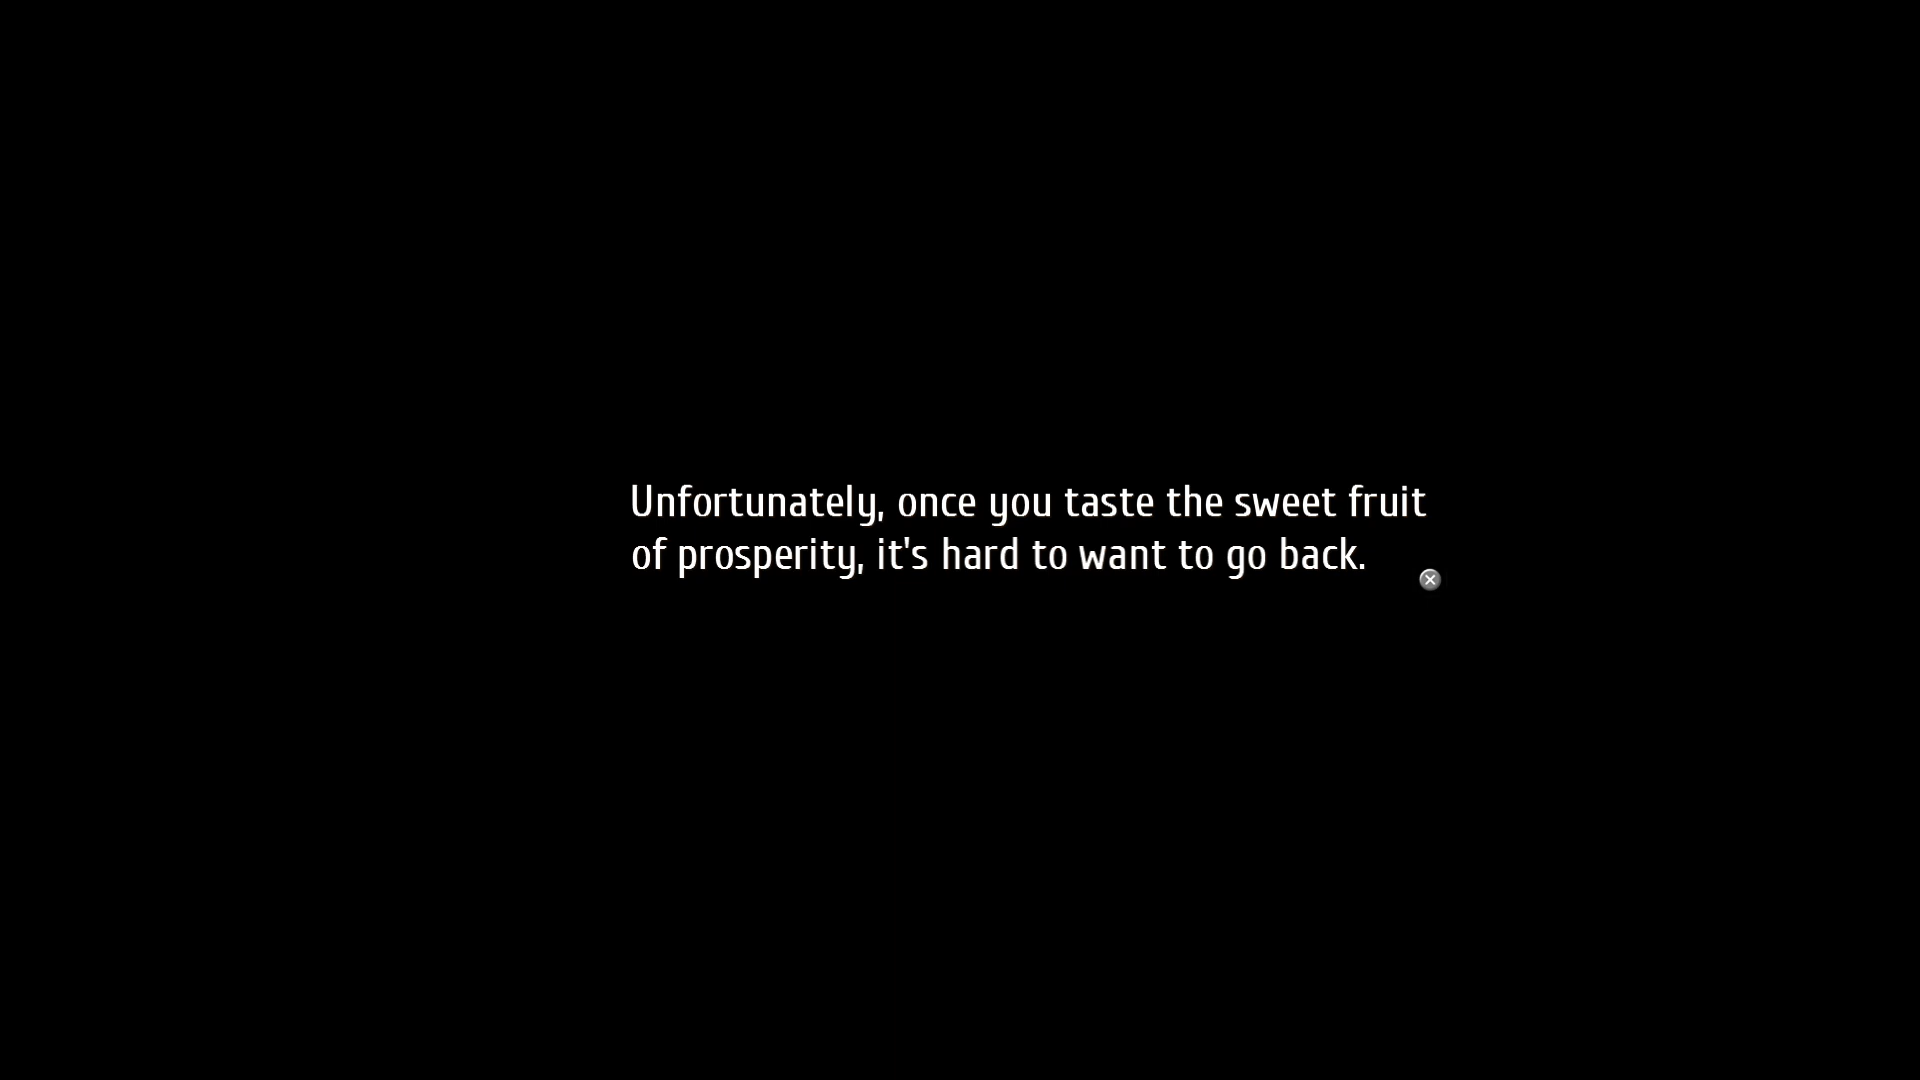 Unfortunately, once you taste the sweet fruit
of prosperity, it's hard to want to go back.